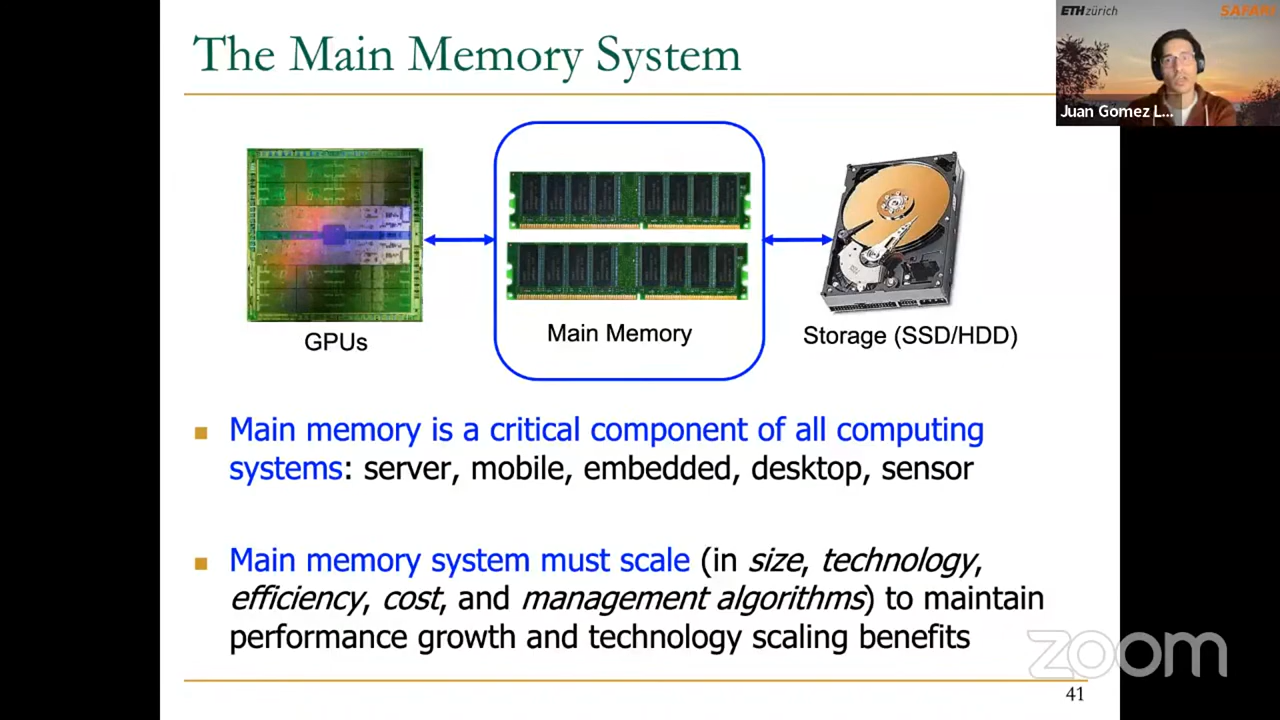 The Main Memory System
ETH zürich
SAFARI
Juan Gomez L...
GPUs
Main Memory
Storage (SSD/HDD)
Main memory is a critical component of all computing
systems: server, mobile, embedded, desktop, sensor
Main memory system must scale (in size, technology,
efficiency, cost, and management algorithms) to maintain
performance growth and technology scaling benefits
zoom
41